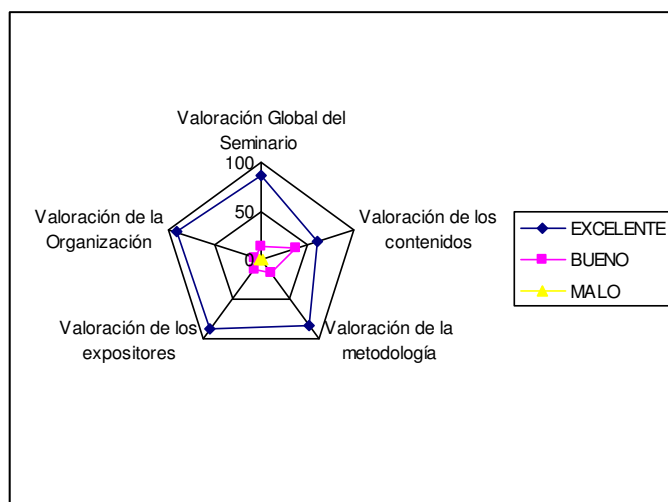 Valoración Global del
Seminario
100
50
0
Valoración de los
contenidos
Valoración de la
metodología
Valoración de los
expositores
Valoración de la
Organización
EXCELENTE
BUENO
MALO